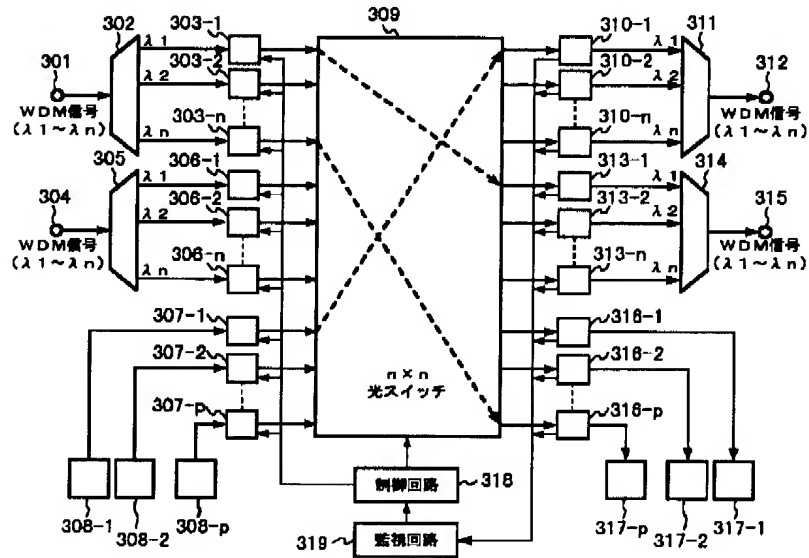 302
303-1
309
310-1
311
301
λ1
λ1
303-2
310-2
312
λ2
λ2
WDM信号
(λ1~λn)
WDM信号
(λ1~λn)
303-n
310-n
λn
λn
305
306-1
313-1
314
304
λ1
λ1
306-2
313-2
315
λ2
λ2
WDM信号
(λ1~λn)
WDM信号
(λ1~λn)
306-n
313-n
λn
λn
307-1
316-1
307-2
316-2
n×n
光スイッチ
307-p
316-p
制御回路
318
308-1
308-2
308-p
317-p
317-2
317-1
319
監視回路